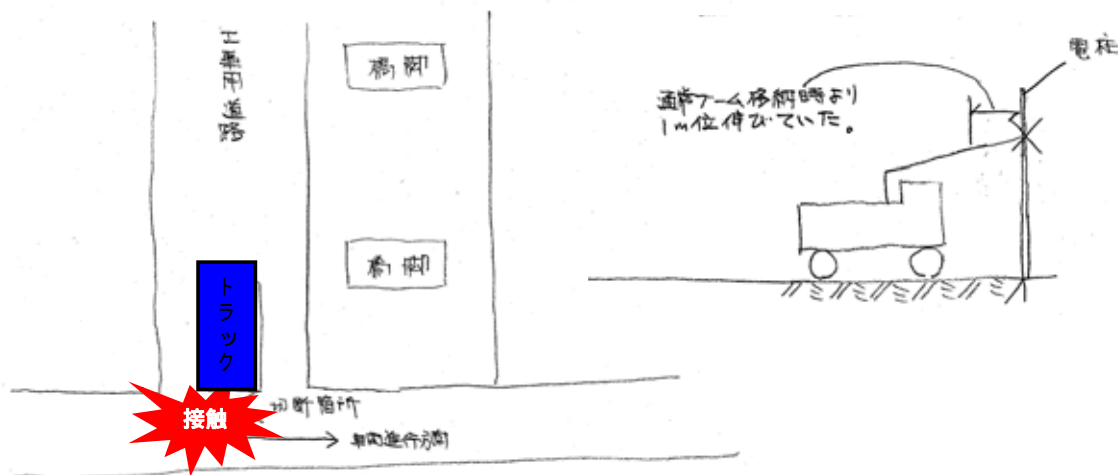 工事用道路
橋脚
橋脚
トラック
接触
切断箇所
車両進行方向
電柱
通常ブーム格納時より
1m位伸びていた。